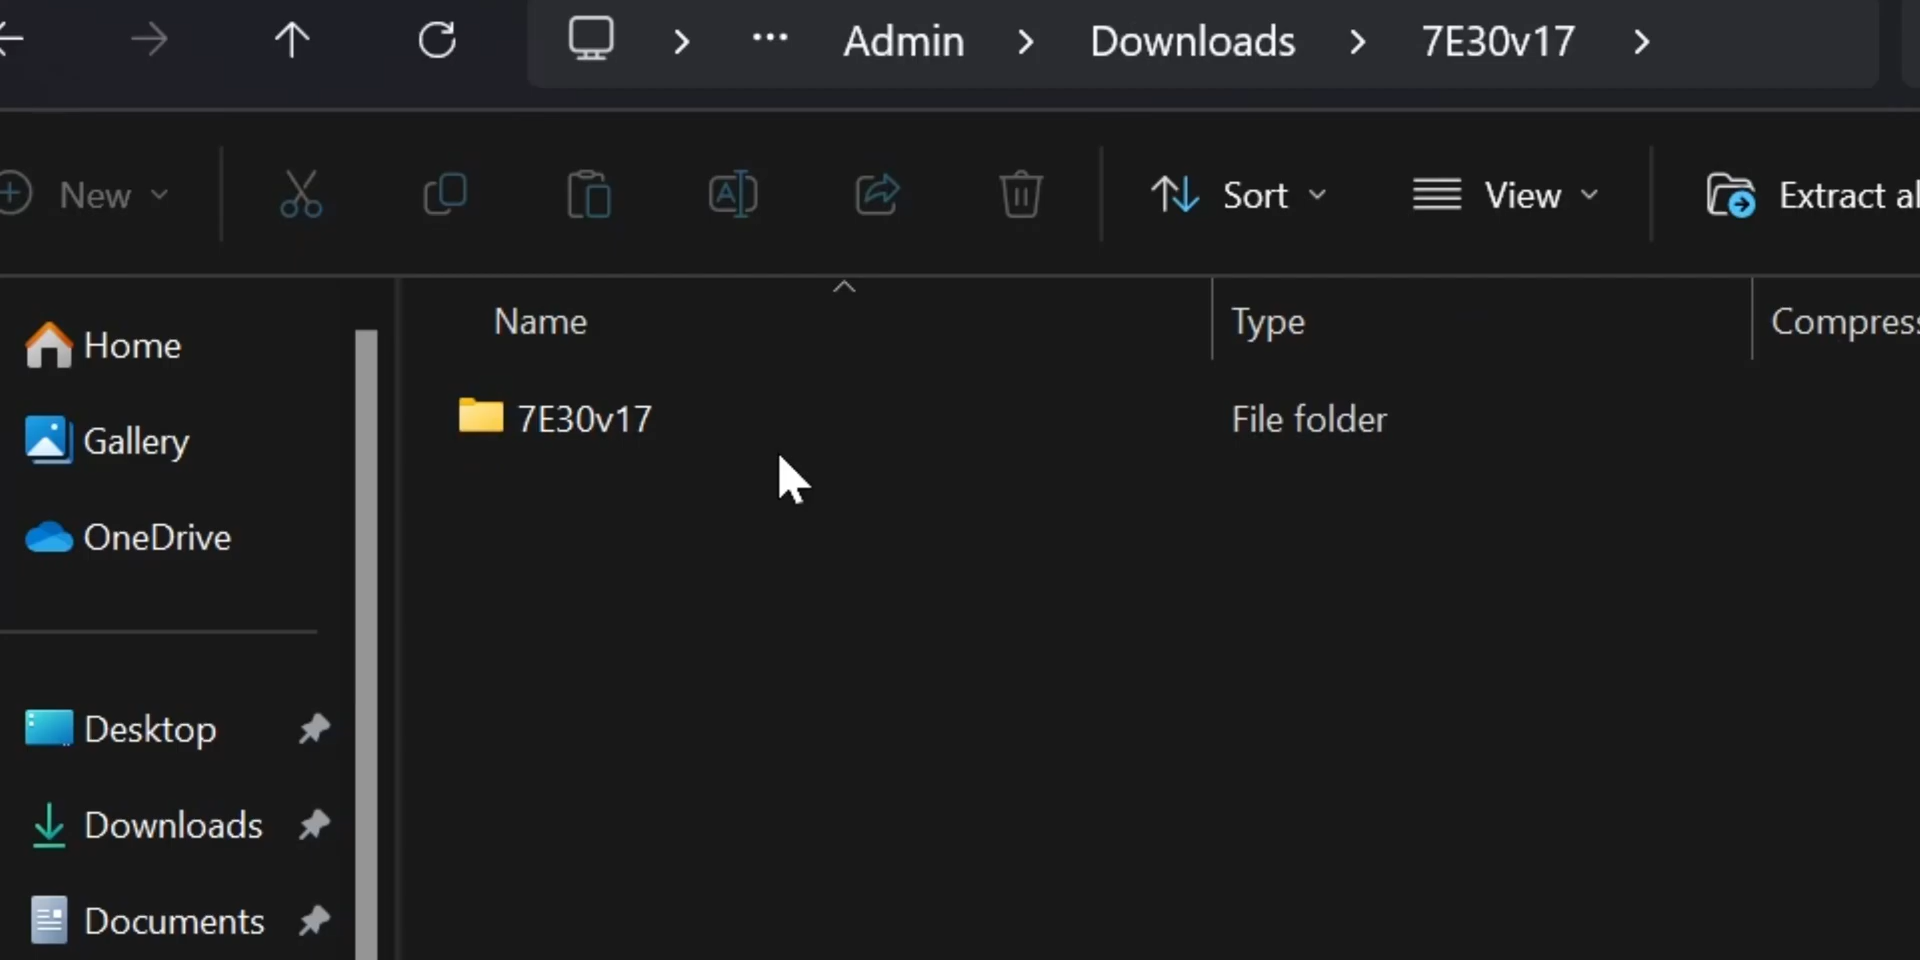 Admin > Downloads > 7E30v17 >
New
Sort
View
Extract al
Name
Type
Compress
Home
Gallery
OneDrive
Desktop
Downloads
Documents
7E30v17
File folder